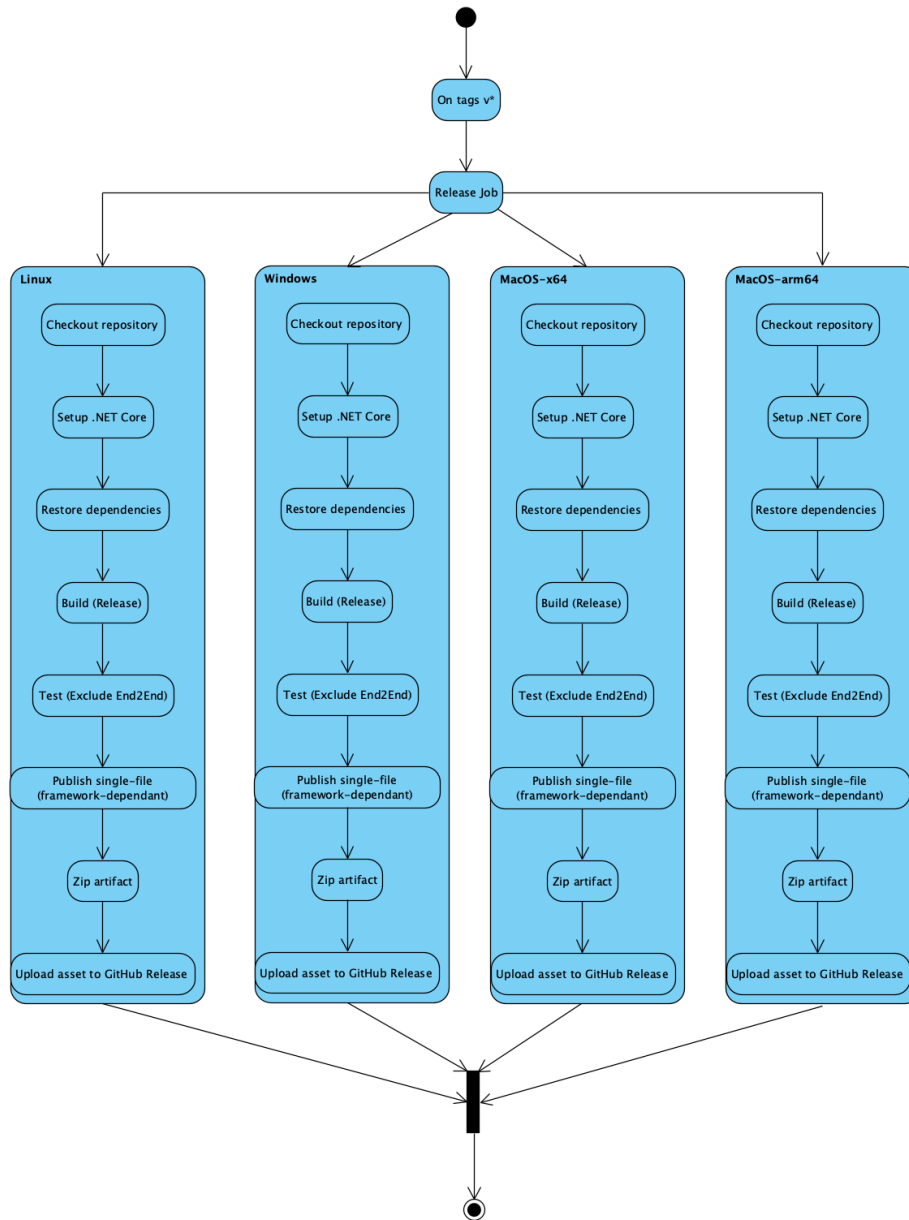 On tags v*
Release Job
Linux
Checkout repository
Setup .NET Core
Restore dependencies
Build (Release)
Test (Exclude End2End)
Publish single-file
(framework-dependant)
Zip artifact
Upload asset to GitHub Release
Windows
Checkout repository
Setup .NET Core
Restore dependencies
Build (Release)
Test (Exclude End2End)
Publish single-file
(framework-dependant)
Zip artifact
Upload asset to GitHub Release
MacOS-x64
Checkout repository
Setup .NET Core
Restore dependencies
Build (Release)
Test (Exclude End2End)
Publish single-file
(framework-dependant)
Zip artifact
Upload asset to GitHub Release
MacOS-arm64
Checkout repository
Setup .NET Core
Restore dependencies
Build (Release)
Test (Exclude End2End)
Publish single-file
(framework-dependant)
Zip artifact
Upload asset to GitHub Release